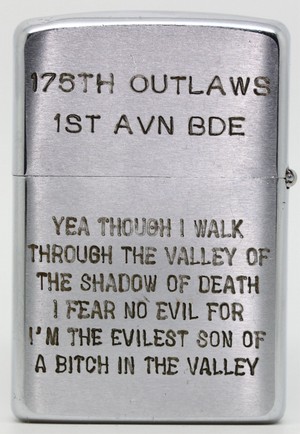 175TH OUTLAWS
1ST AVN BDE
YEA THOUGH I WALK
THROUGH THE VALLEY OF
THE SHADOW OF DEATH
I FEAR NO EVIL FOR
I'M THE EVILEST SON OF
A BITCH IN THE VALLEY